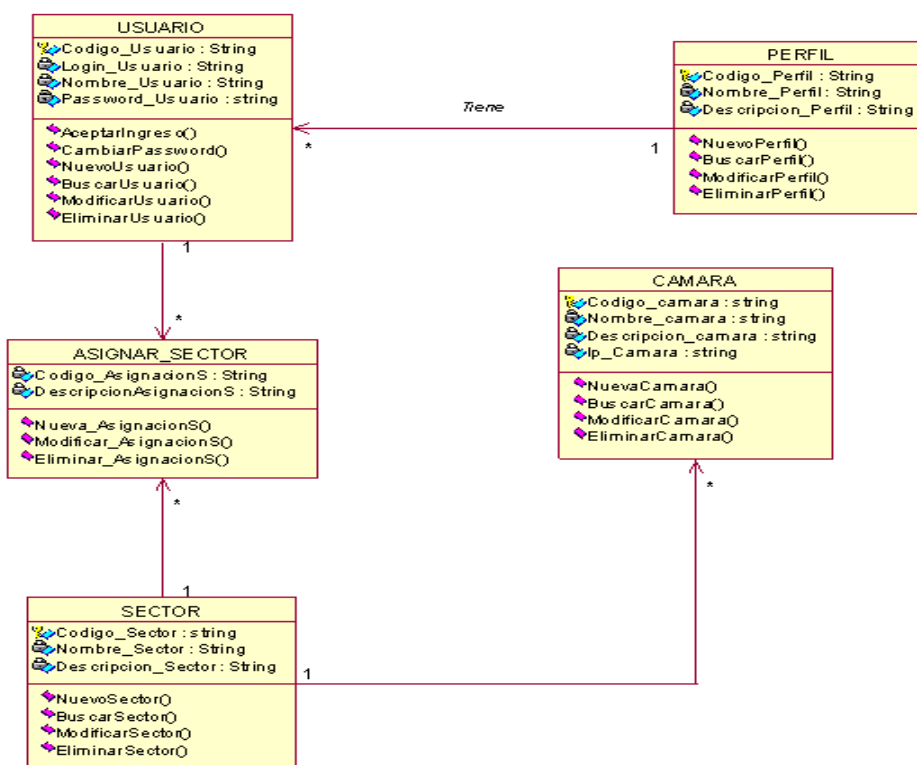 USUARIO
Codigo_Usuario : String
Login_Usuario : String
Nombre_Usuario : String
Password_Usuario : string
AceptarIngreso()
CambiarPassword()
NuevoUsuario()
BuscarUsuario()
ModificarUsuario()
EliminarUsuario()
Tiene
*
1
PERFIL
Codigo_Perfil : String
Nombre_Perfil : String
Descripcion_Perfil : String
NuevoPerfil()
BuscarPerfil()
ModificarPerfil()
EliminarPerfil()
1
*
ASIGNAR_SECTOR
Codigo_AsignacionS : String
DescripcionAsignacionS : String
Nueva_AsignacionS()
Modificar_AsignacionS()
Eliminar_AsignacionS()
CAMARA
Codigo_camara : string
Nombre_camara : string
Descripcion_camara : string
Ip_Camara : string
NuevaCamara()
BuscarCamara()
ModificarCamara()
EliminarCamara()
*
*
1
SECTOR
Codigo_Sector : string
Nombre_Sector : String
Descripcion_Sector : String
NuevoSector()
BuscarSector()
ModificarSector()
EliminarSector()
1